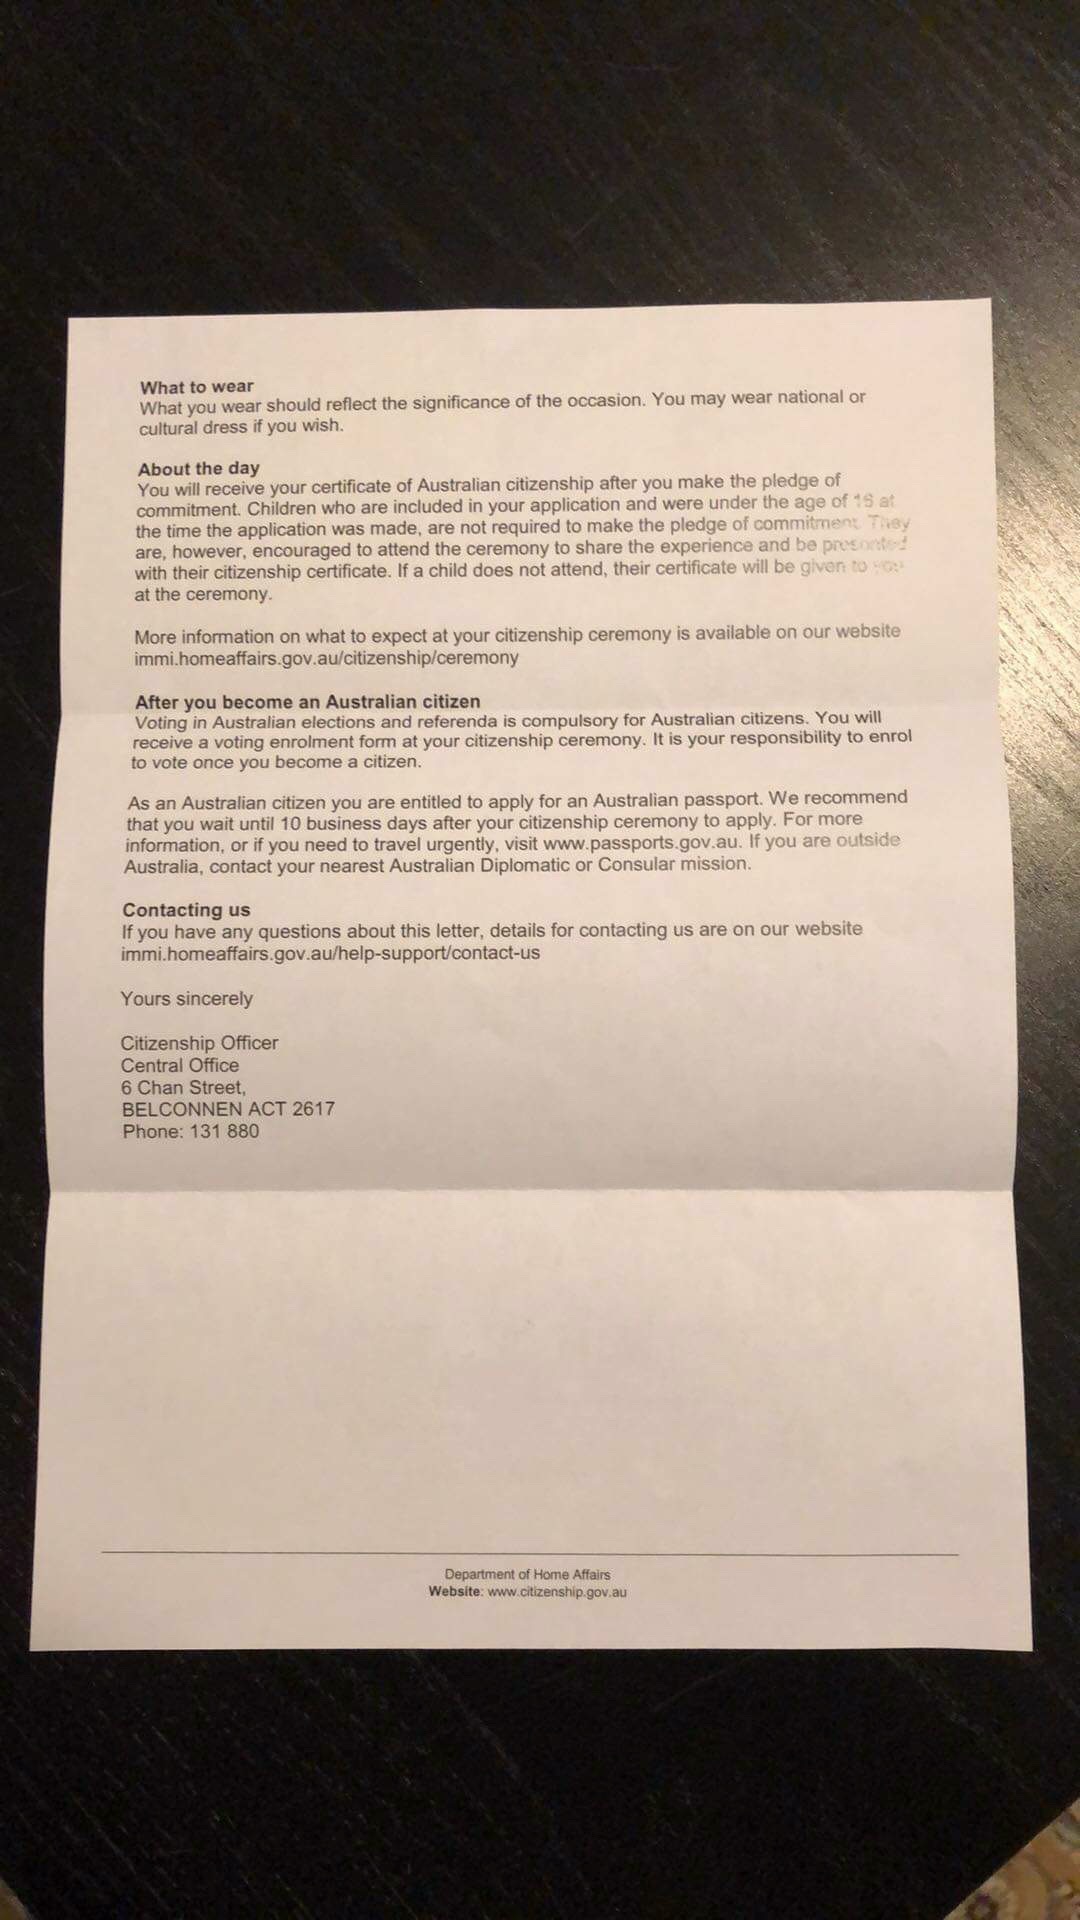 What to wear
What you wear should reflect the significance of the occasion. You may wear national or
cultural dress if you wish.
About the day
You will receive your certificate of Australian citizenship after you make the pledge of
commitment. Children who are included in your application and were under the age of 16 at
the time the application was made, are not required to make the pledge of commitment. They
are, however, encouraged to attend the ceremony to share the experience and be presented
with their citizenship certificate. If a child does not attend, their certificate will be given to you
at the ceremony.
More information on what to expect at your citizenship ceremony is available on our website
immi.homeaffairs.gov.au/citizenship/ceremony
After you become an Australian citizen
Voting in Australian elections and referenda is compulsory for Australian citizens. You will
receive a voting enrolment form at your citizenship ceremony. It is your responsibility to enrol
to vote once you become a citizen.
As an Australian citizen you are entitled to apply for an Australian passport. We recommend
that you wait until 10 business days after your citizenship ceremony to apply. For more
information, or if you need to travel urgently, visit www.passports.gov.au. If you are outside
Australia, contact your nearest Australian Diplomatic or Consular mission.
Contacting us
If you have any questions about this letter, details for contacting us are on our website
immi.homeaffairs.gov.au/help-support/contact-us
Yours sincerely
Citizenship Officer
Central Office
6 Chan Street,
BELCONNEN ACT 2617
Phone: 131 880
Department of Home Affairs
Website: www.citizenship.gov.au